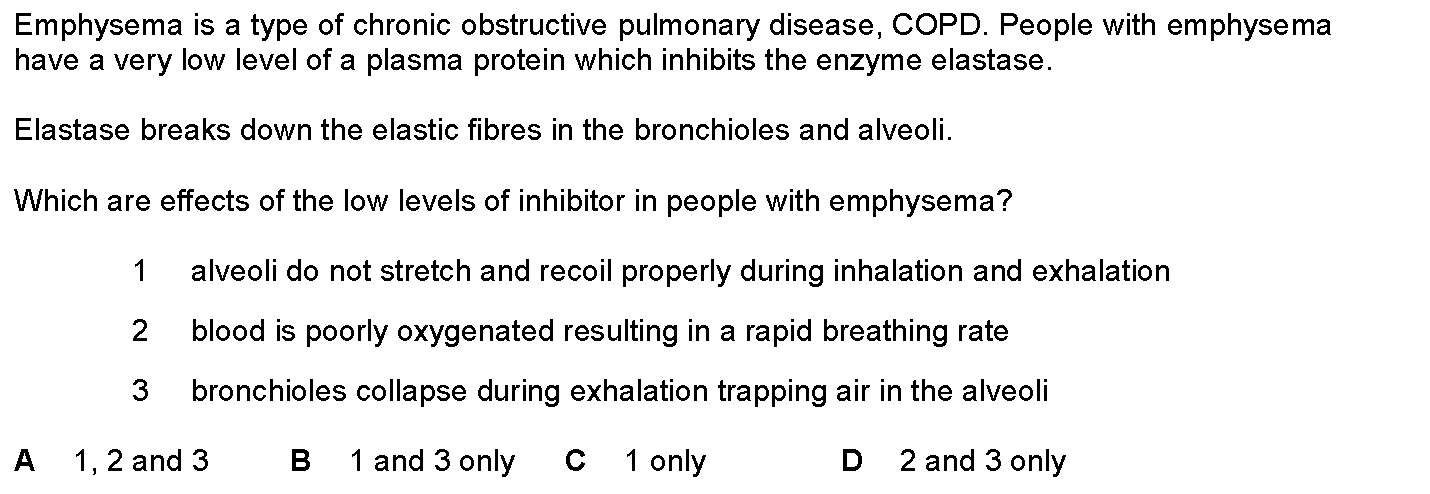 Emphysema is a type of chronic obstructive pulmonary disease, COPD. People with emphysema
have a very low level of a plasma protein which inhibits the enzyme elastase.
Elastase breaks down the elastic fibres in the bronchioles and alveoli.
Which are effects of the low levels of inhibitor in people with emphysema?
1 alveoli do not stretch and recoil properly during inhalation and exhalation
2 blood is poorly oxygenated resulting in a rapid breathing rate
3 bronchioles collapse during exhalation trapping air in the alveoli
A 1, 2 and 3 B 1 and 3 only C 1 only D 2 and 3 only